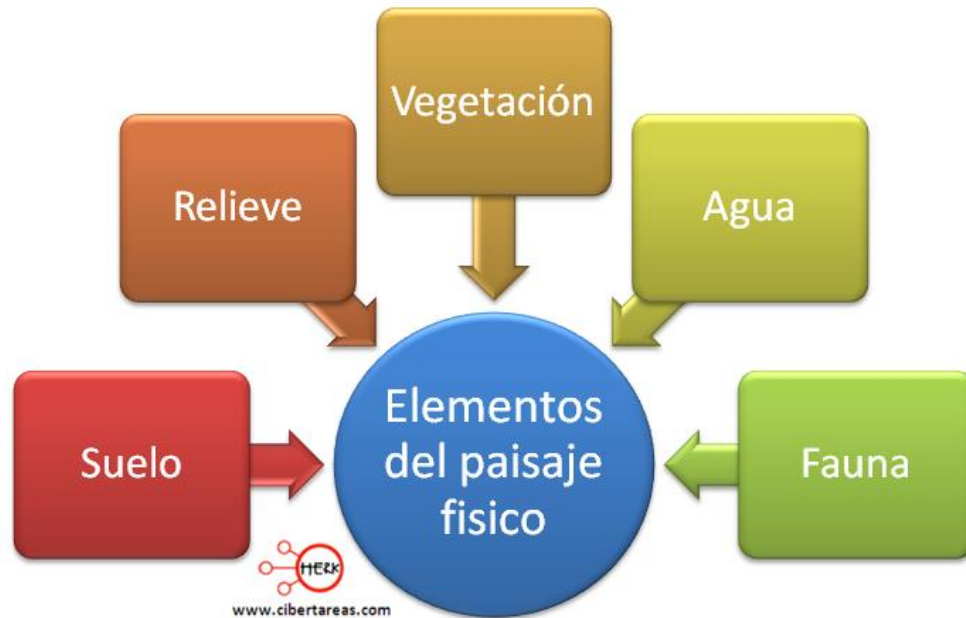 Vegetación
Relieve
Agua
Suelo
Elementos
del paisaje
fisico
Fauna
HERK
www.cibertareas.com